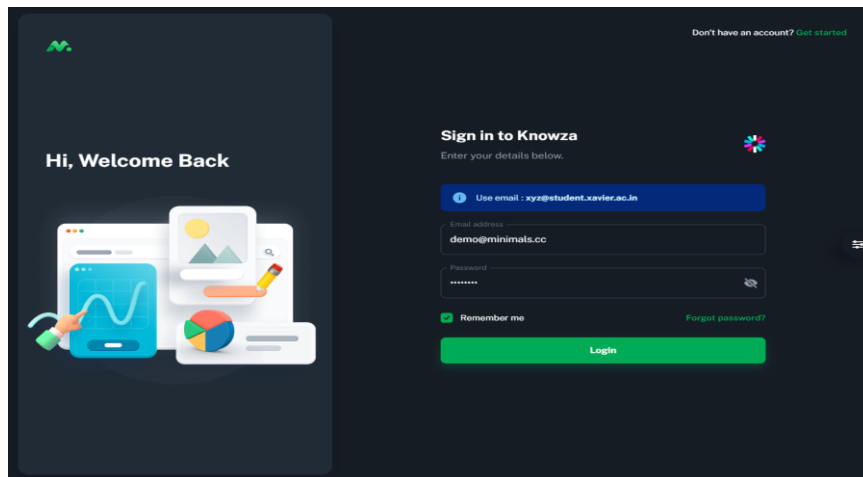 Don't have an account? Get started
Hi, Welcome Back
Sign in to Knowza
Enter your details below.
Use email : xyz@student.xavier.ac.in
Email address
demo@minimals.cc
Password
••••••••
Remember me
Forgot password?
Login